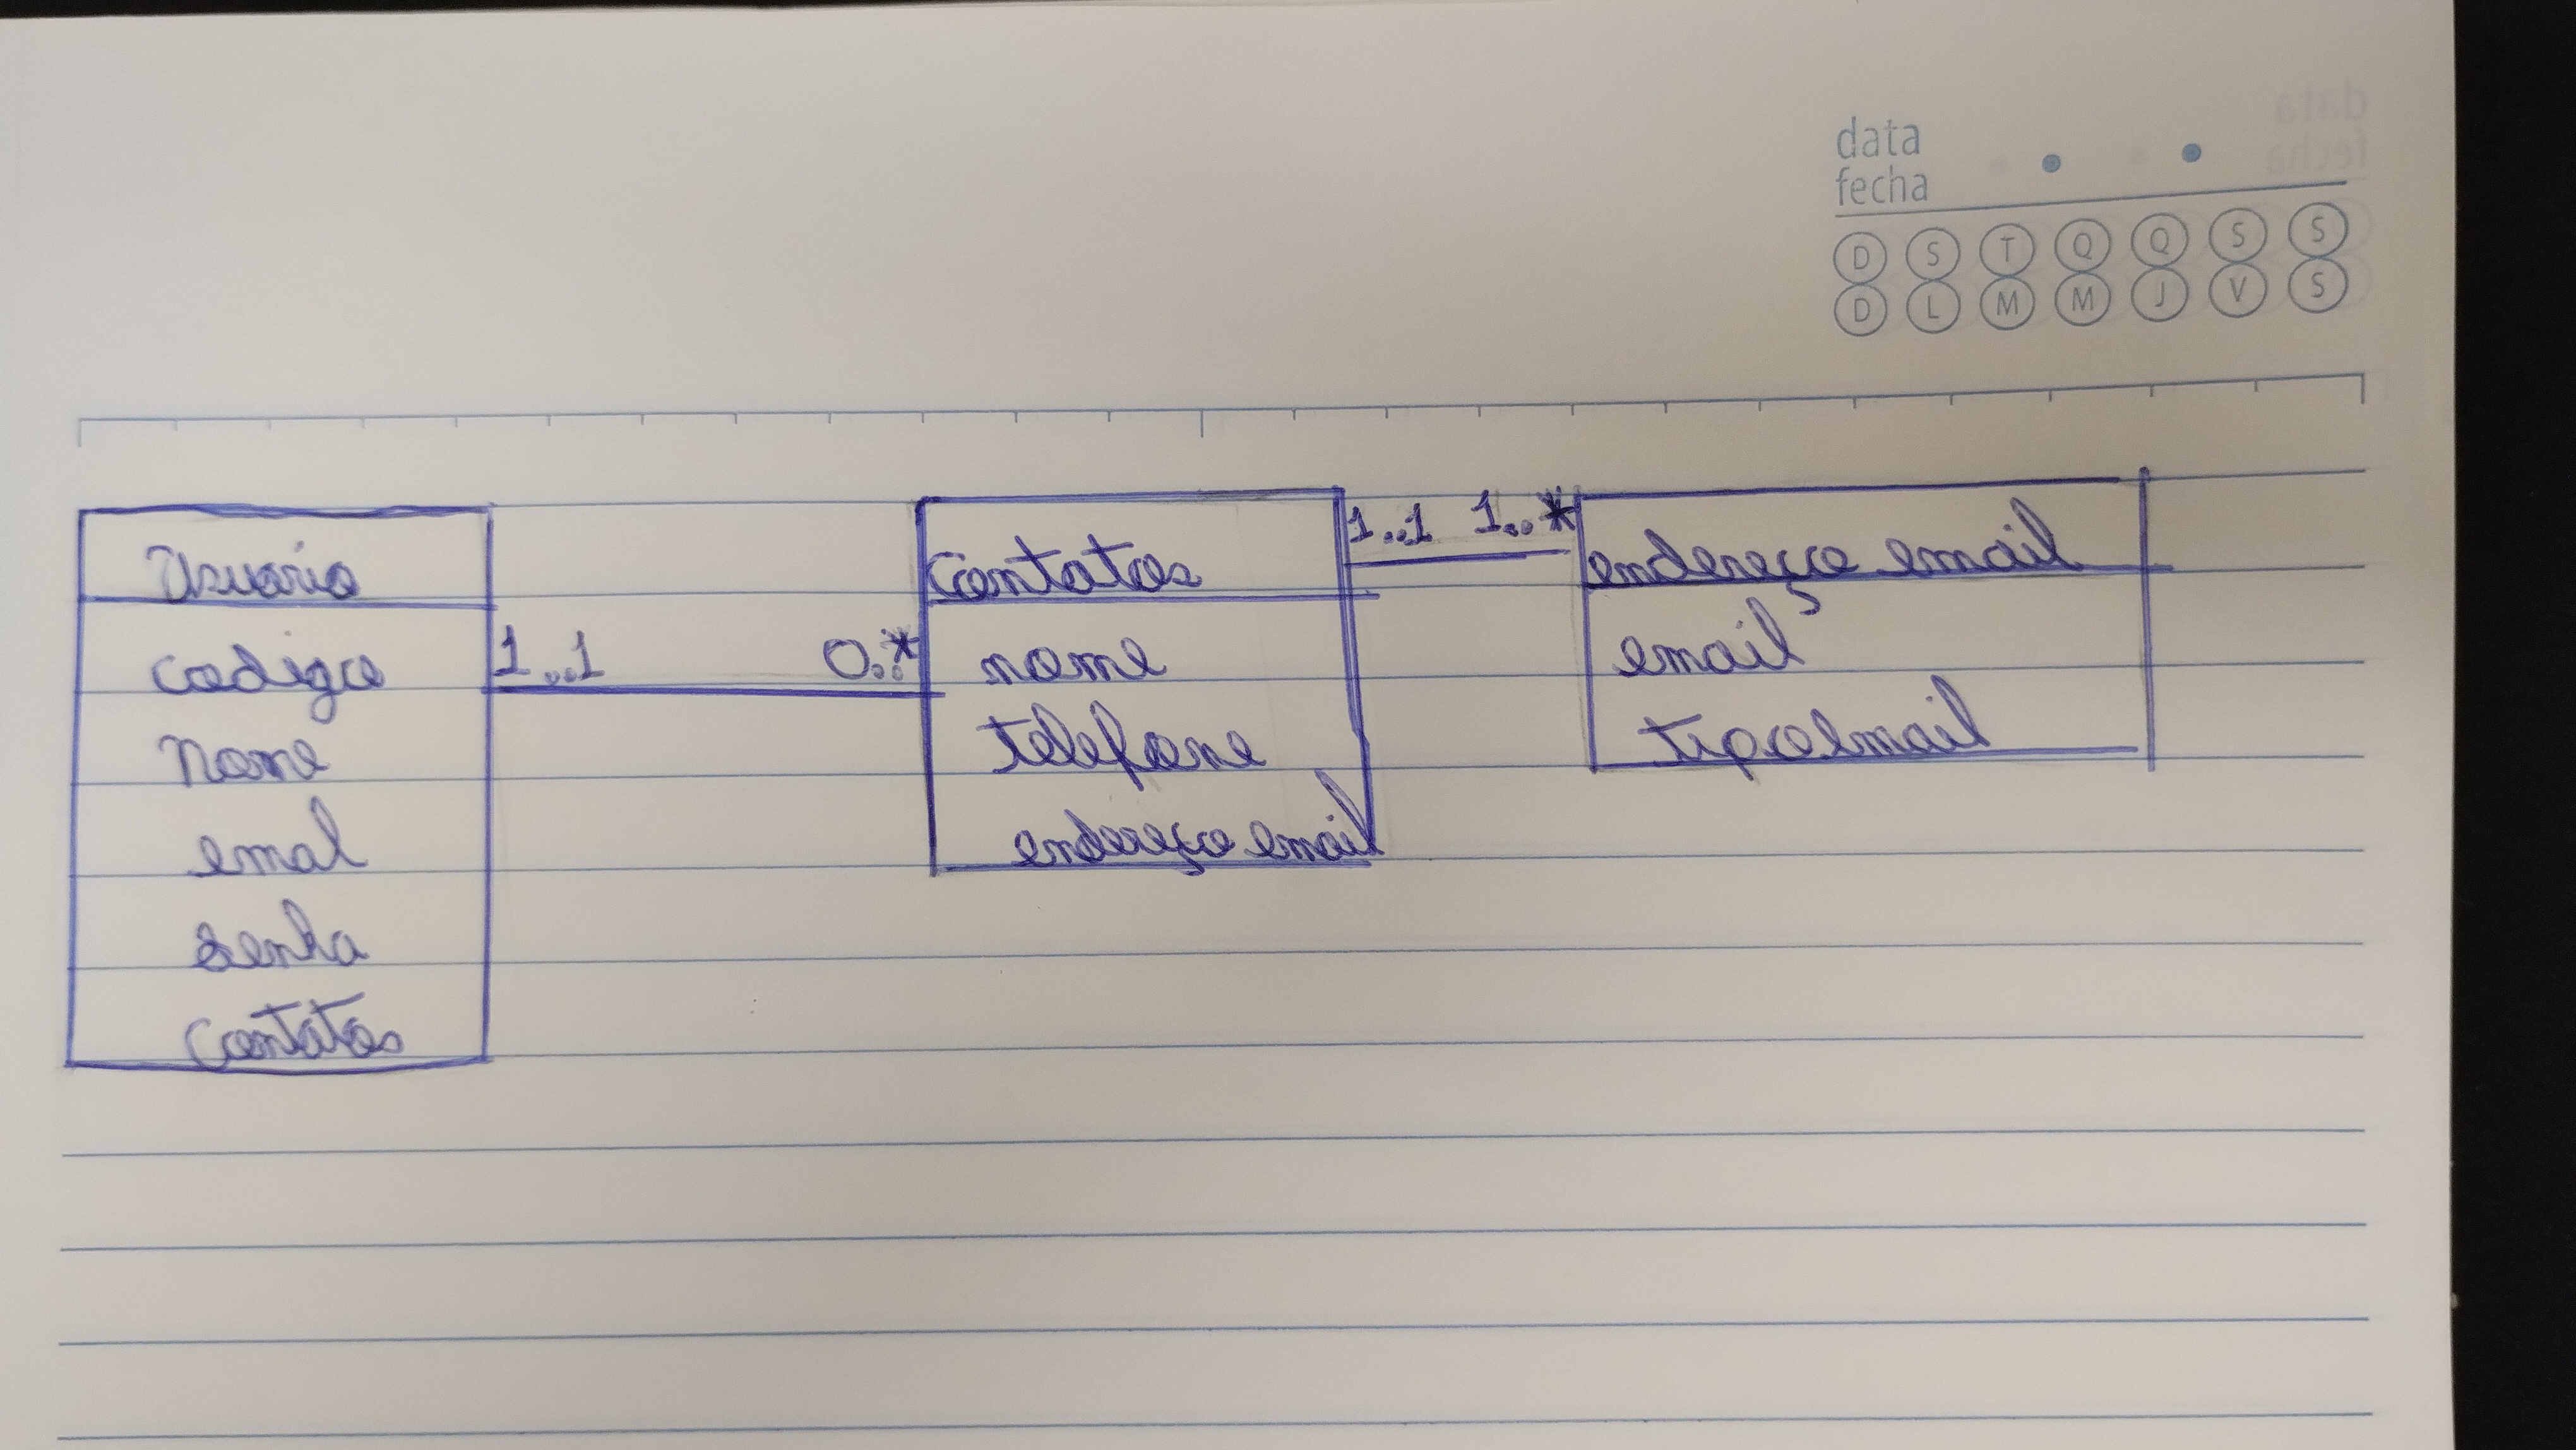 data
fecha
D S T Q Q S S
D L M M J V S
Usuario
codigo
Nome
emal
senha
Contatos
1..1 0..*
Contatos
nome
telefone
endereço email
1..1 1..*
endereço email
email
tipoemail